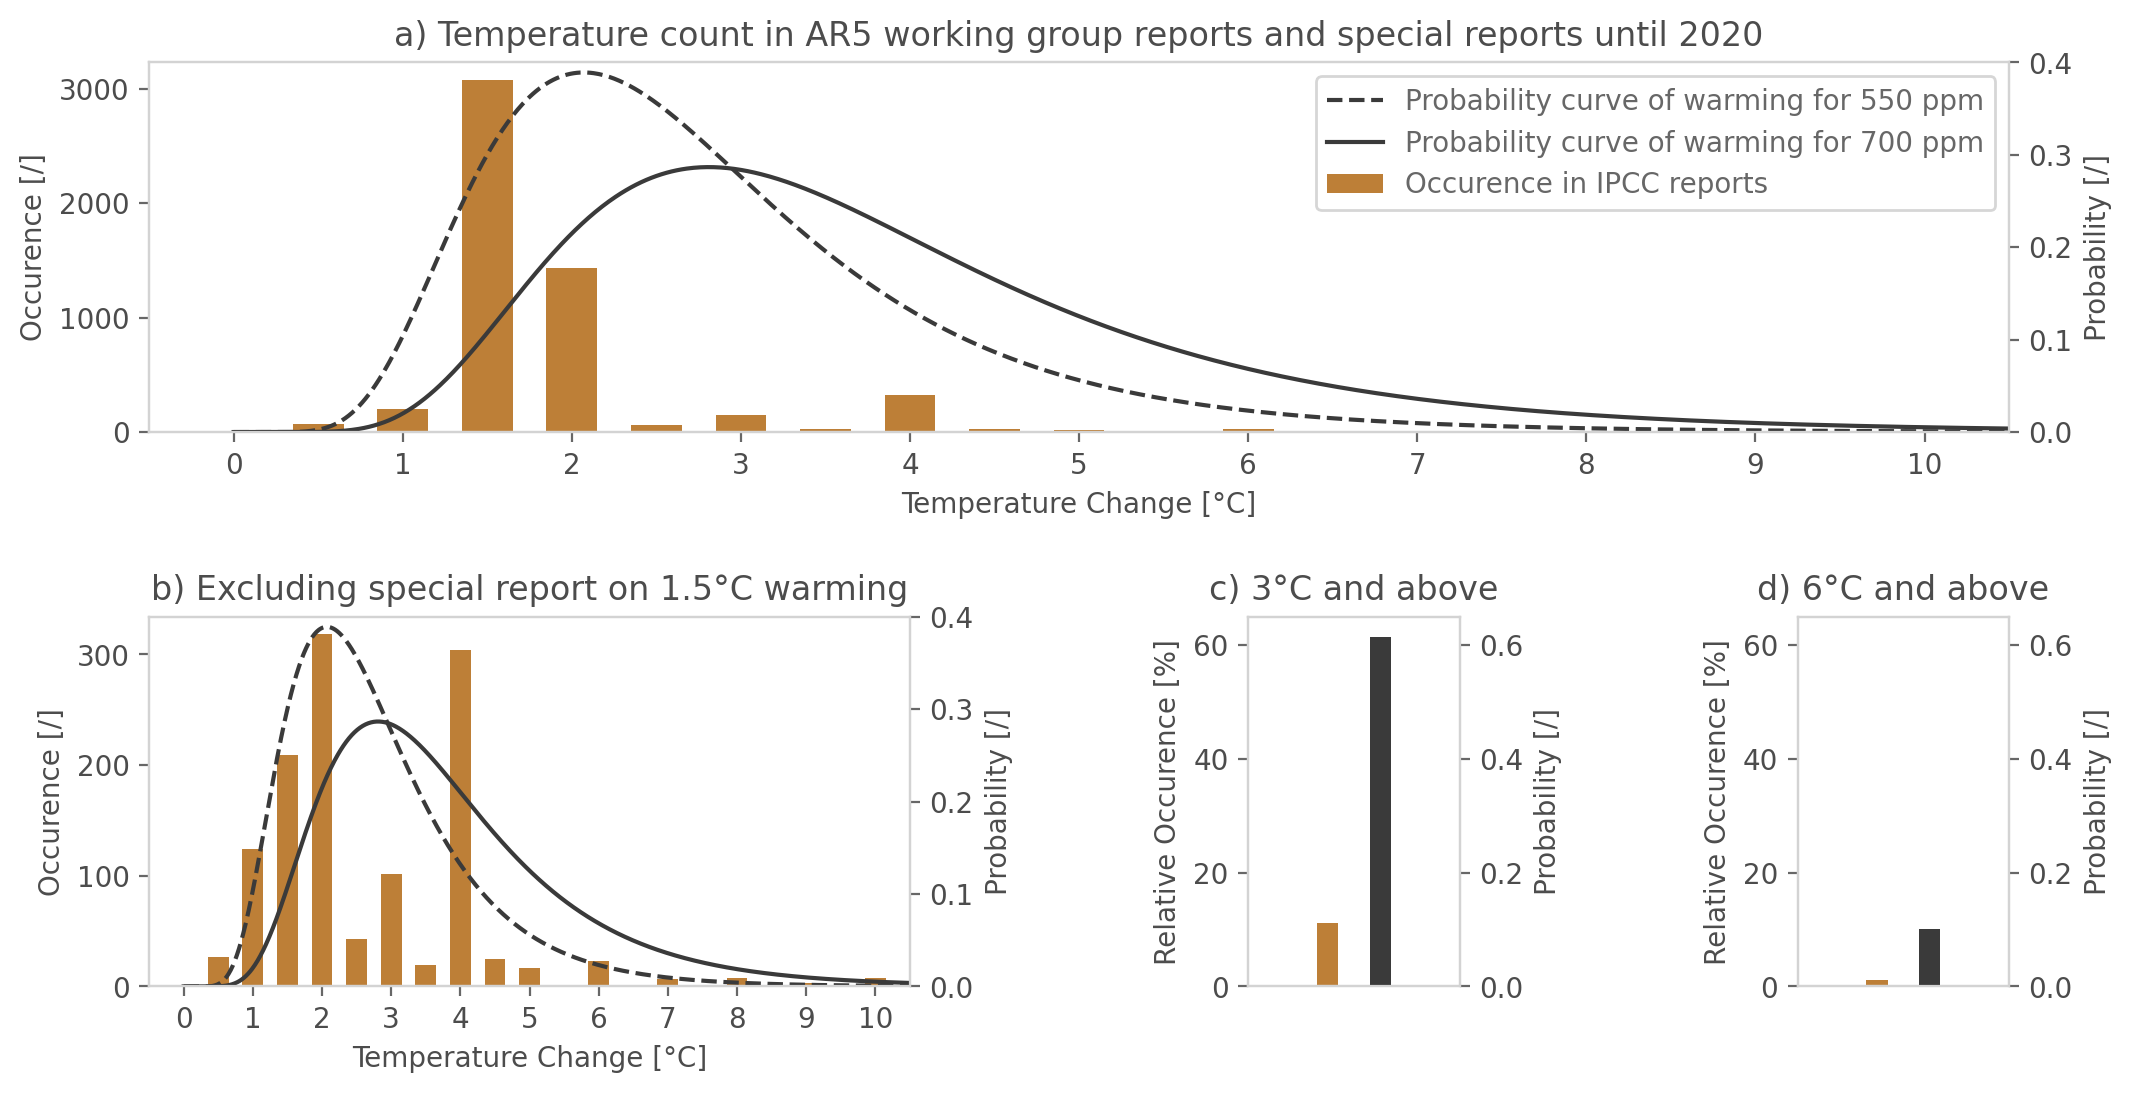 a) Temperature count in AR5 working group reports and special reports until 2020
Occurence [/]
3000
2000
1000
0
0.4
0.3
0.2
0.1
0.0
Probability [/]
Probability curve of warming for 550 ppm
Probability curve of warming for 700 ppm
Occurence in IPCC reports
0 1 2 3 4 5 6 7 8 9 10
Temperature Change [°C]
b) Excluding special report on 1.5°C warming
Occurence [/]
300
200
100
0
0.4
0.3
0.2
0.1
0.0
Probability [/]
0 1 2 3 4 5 6 7 8 9 10
Temperature Change [°C]
c) 3°C and above
Relative Occurence [%]
60
40
20
0
0.6
0.4
0.2
0.0
Probability [/]
d) 6°C and above
Relative Occurence [%]
60
40
20
0
0.6
0.4
0.2
0.0
Probability [/]